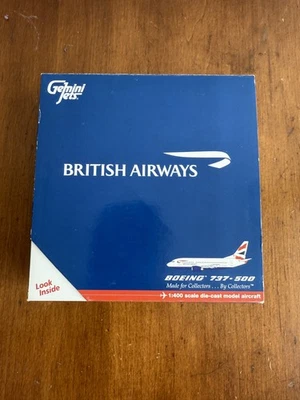 Gemini
Jets
BRITISH AIRWAYS
BOEING 737-500
Made for Collectors . . . By Collectors™
Look
Inside
1:400 scale die-cast model aircraft